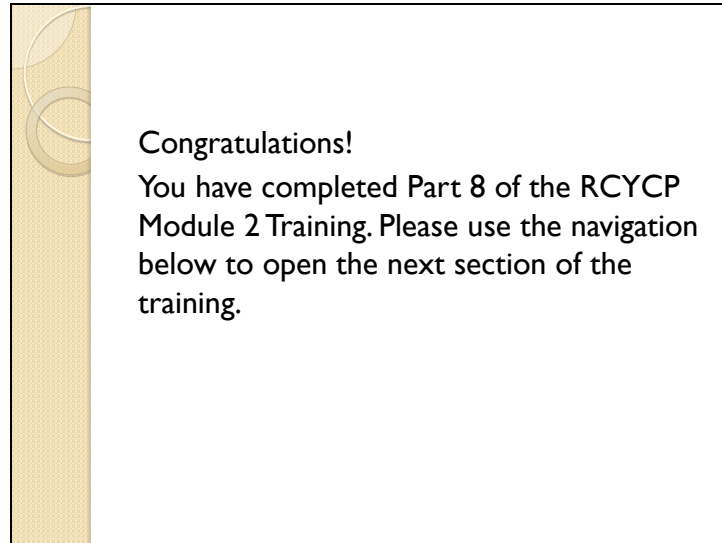 Congratulations!
You have completed Part 8 of the RCYCP
Module 2 Training. Please use the navigation
below to open the next section of the
training.